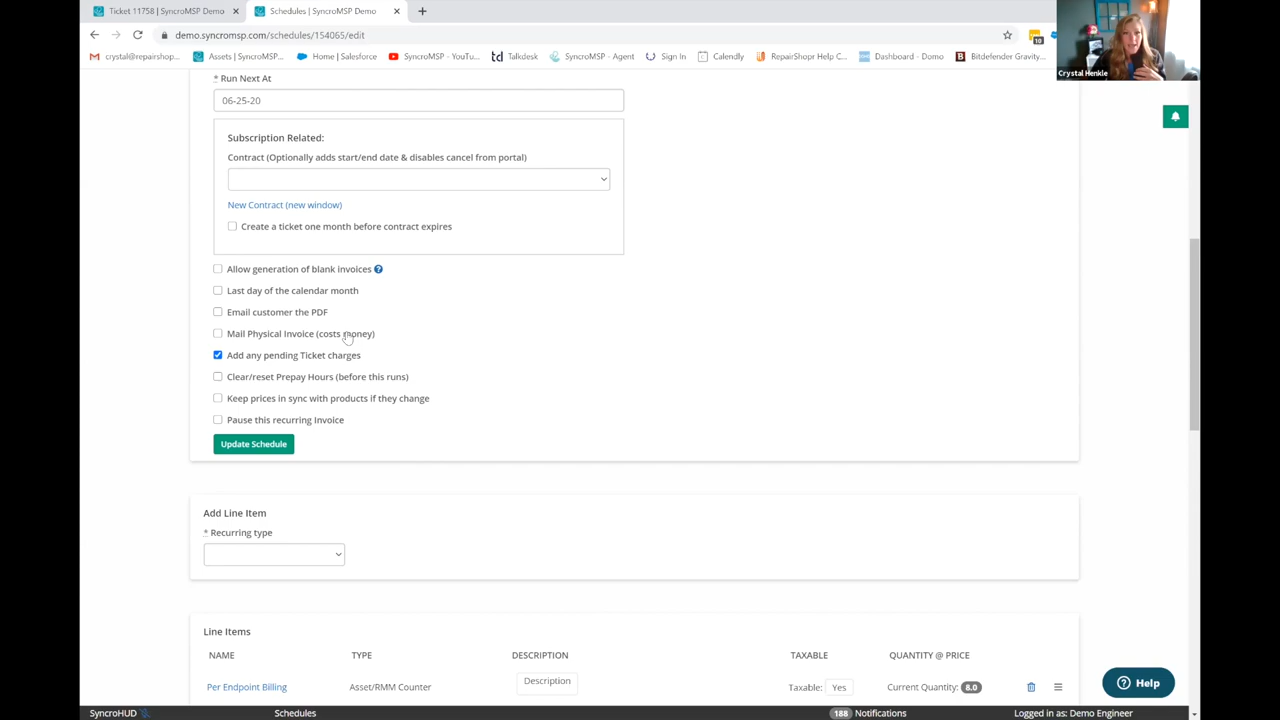 Ticket 11758 | SyncroMSP Demo
Schedules | SyncroMSP Demo
demo.syncromsp.com/schedules/154065/edit
10
crystal@repairshop...
Assets | SyncroMSP...
Home | Salesforce
SyncroMSP - YouTu...
Talkdesk
SyncroMSP - Agent
Sign In
Calendly
RepairShopr Help C...
Dashboard - Domo
Bitdefender Gravity...
Crystal Henkle
* Run Next At
06-25-20
Subscription Related:
Contract (Optionally adds start/end date & disables cancel from portal)
New Contract (new window)
Create a ticket one month before contract expires
Allow generation of blank invoices ?
Last day of the calendar month
Email customer the PDF
Mail Physical Invoice (costs money)
Add any pending Ticket charges
Clear/reset Prepay Hours (before this runs)
Keep prices in sync with products if they change
Pause this recurring Invoice
Update Schedule
Add Line Item
* Recurring type
Line Items
NAME TYPE DESCRIPTION TAXABLE QUANTITY @ PRICE
Per Endpoint Billing Asset/RMM Counter Description Taxable: Yes Current Quantity: 8.0
? Help
SyncroHUD Schedules 188 Notifications Logged in as: Demo Engineer